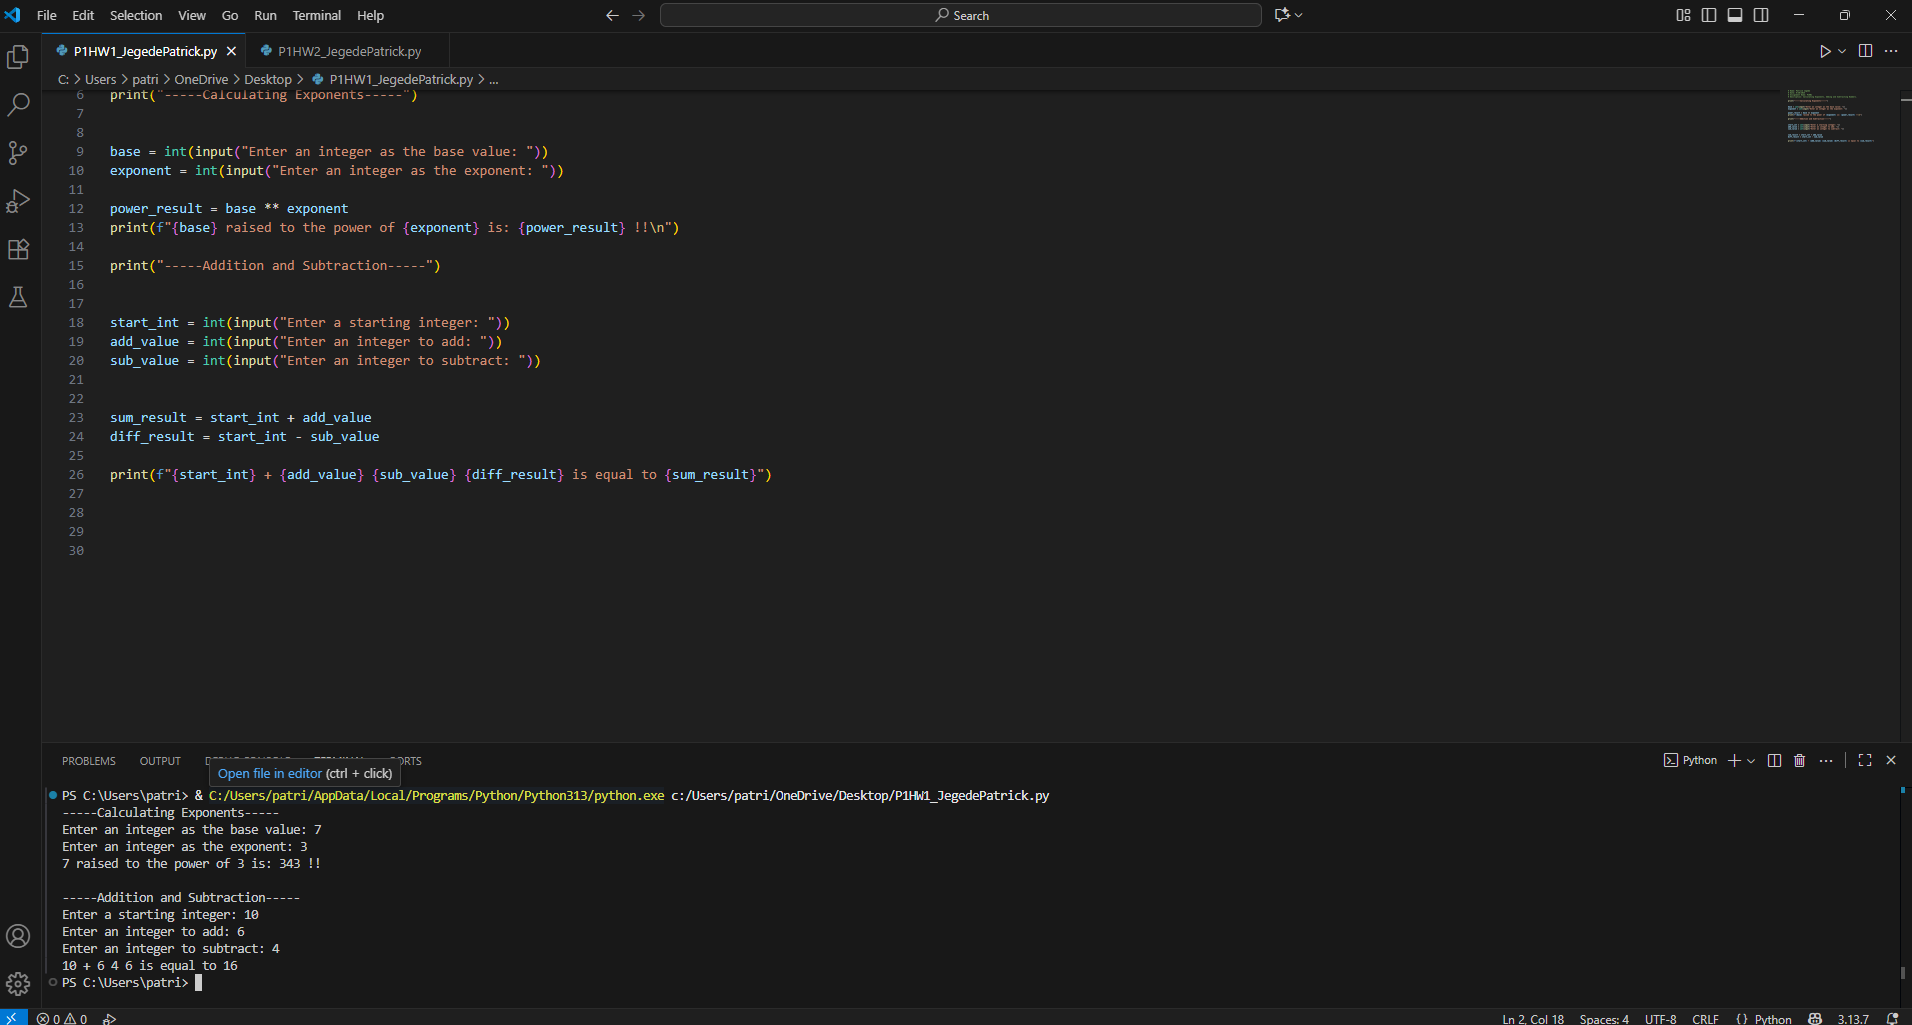 File Edit Selection View Go Run Terminal Help
Search
P1HW1_JegedePatrick.py
P1HW2_JegedePatrick.py
C: > Users > patri > OneDrive > Desktop > P1HW1_JegedePatrick.py > ...
6 print("-----Calculating Exponents-----")
7
8
9 base = int(input("Enter an integer as the base value: "))
10 exponent = int(input("Enter an integer as the exponent: "))
11
12 power_result = base ** exponent
13 print(f"{base} raised to the power of {exponent} is: {power_result} !!\n")
14
15 print("-----Addition and Subtraction-----")
16
17
18 start_int = int(input("Enter a starting integer: "))
19 add_value = int(input("Enter an integer to add: "))
20 sub_value = int(input("Enter an integer to subtract: "))
21
22
23 sum_result = start_int + add_value
24 diff_result = start_int - sub_value
25
26 print(f"{start_int} + {add_value} {sub_value} {diff_result} is equal to {sum_result}")
27
28
29
30
PROBLEMS OUTPUT
Open file in editor (ctrl + click)
Python
PS C:\Users\patri> & C:/Users/patri/AppData/Local/Programs/Python/Python313/python.exe c:/Users/patri/OneDrive/Desktop/P1HW1_JegedePatrick.py
-----Calculating Exponents-----
Enter an integer as the base value: 7
Enter an integer as the exponent: 3
7 raised to the power of 3 is: 343 !!
-----Addition and Subtraction-----
Enter a starting integer: 10
Enter an integer to add: 6
Enter an integer to subtract: 4
10 + 6 4 6 is equal to 16
PS C:\Users\patri>
0 0
Ln 2, Col 18 Spaces: 4 UTF-8 CRLF {} Python 3.13.7